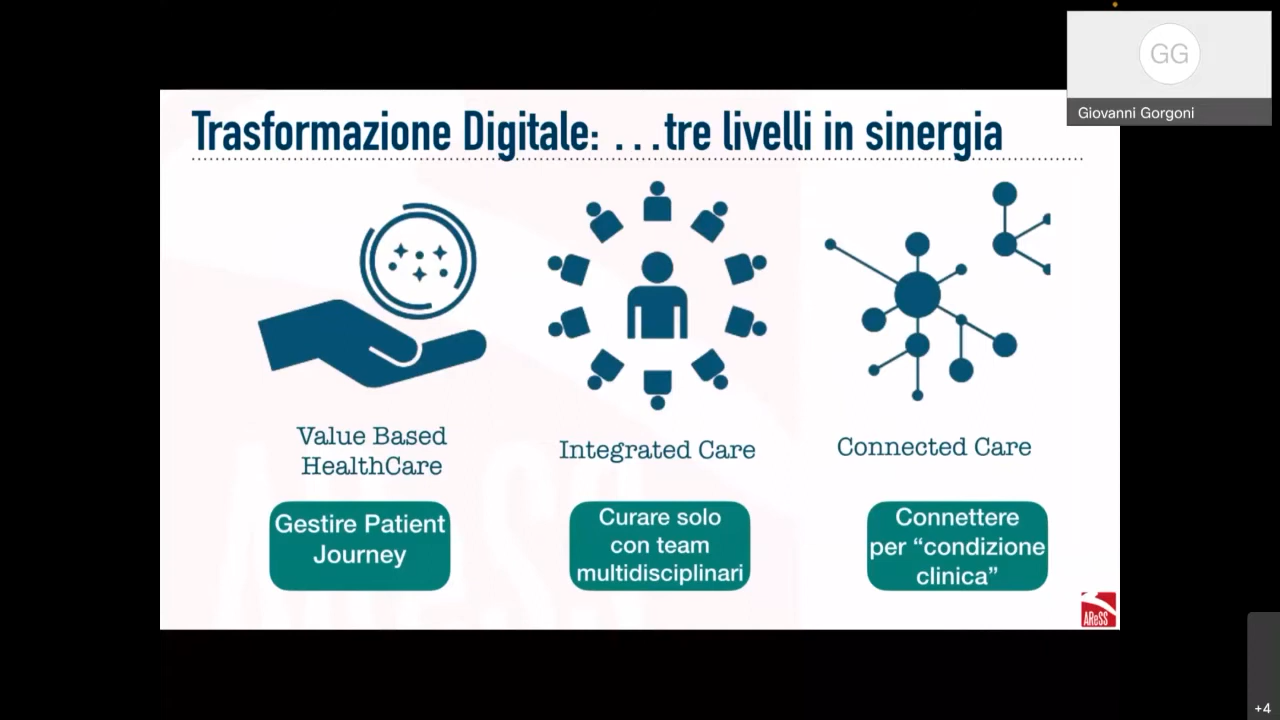 GG
Giovanni Gorgoni
Trasformazione Digitale: ...tre livelli in sinergia
Value Based
HealthCare
Integrated Care
Connected Care
Gestire Patient
Journey
Curare solo
con team
multidisciplinari
Connettere
per “condizione
clinica”
AReSS
+4